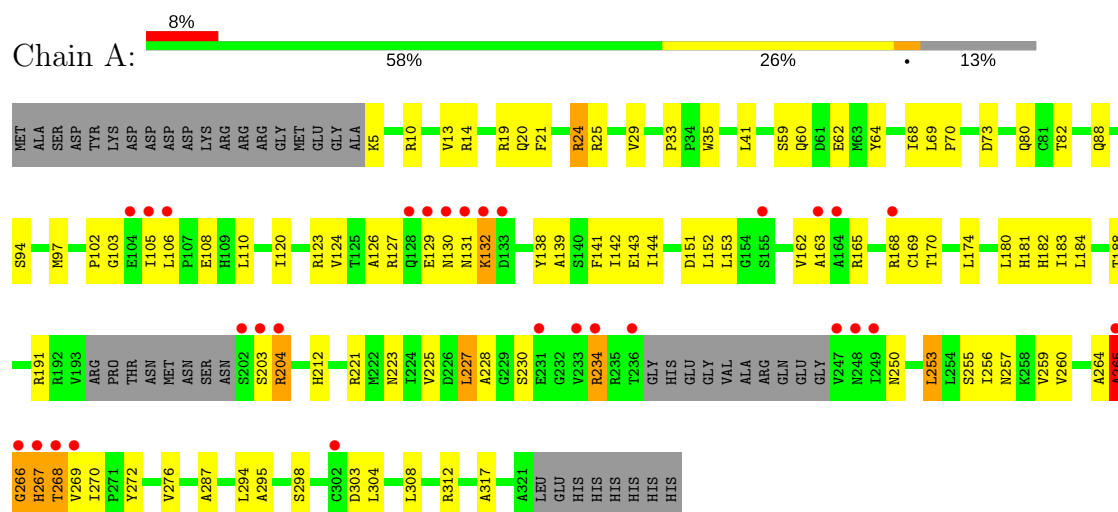 8%
Chain A:
58% 26% • 13%
MET ALA SER ASP TYR LYS ASP ASP ASP ASP LYS ARG ARG ARG GLY MET GLU GLY ALA K5 R10 V13 R14 R19 Q20 F21 R24 R25 V29 P33 P34 W35 L41 S59 Q60 D61 E62 M63 Y64 I68 L69 P70 D73 Q80 C81 T82 Q88
S94 M97 P102 G103 E104 I105 L106 P107 E108 H109 L110 I120 R123 V124 T125 A126 R127 Q128 E129 N130 N131 K132 D133 Y138 A139 S140 F141 I142 E143 I144 D151 L152 L153 G154 S155 V162 A163 A164 R165 R168 C169 T170 L174 L180 H181 H182 I183 L184 T188
R191 R192 V193 ARG PRO THR ASN MET ASN SER ASN S202 S203 R204 H212 R221 M222 N223 I224 V225 D226 L227 A228 G229 S230 E231 G232 V233 R234 R235 T236 GLY HIS GLU GLY VAL ALA ARG GLN GLU GLY V247 N248 I249 N250 L253 L254 S255 I256 N257 K258 V259 V260 A264 A265
G266 H267 T268 V269 I270 P271 Y272 V276 A287 L294 A295 S298 C302 D303 L304 L308 R312 A317 A321 LEU GLU HIS HIS HIS HIS HIS HIS